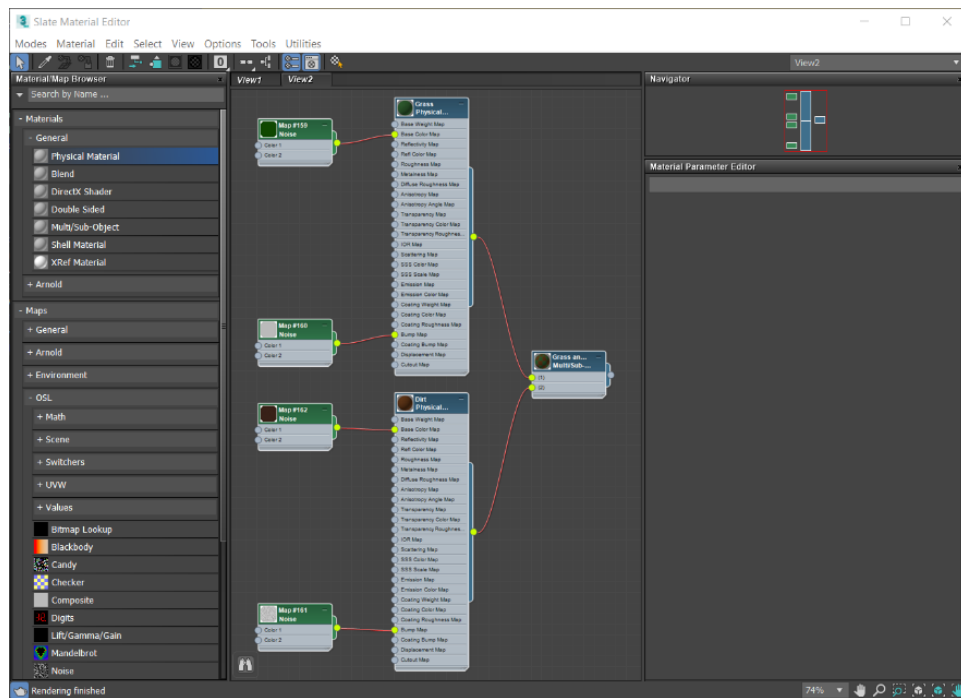 Slate Material Editor
Modes Material Edit Select View Options Tools Utilities
0
View2
Material/Map Browser
Search by Name ...
- Materials
- General
Physical Material
Blend
DirectX Shader
Double Sided
Multi/Sub-Object
Shell Material
XRef Material
+ Arnold
- Maps
+ General
+ Arnold
+ Environment
- OSL
+ Math
+ Scene
+ Switchers
+ UVW
+ Values
Bitmap Lookup
Blackbody
Candy
Checker
Composite
Digits
Lift/Gamma/Gain
Mandelbrot
Noise
View1 View2
Map #159
Noise
Color 1
Color 2
Grass
Physical...
Base Weight Map
Base Color Map
Reflectivity Map
Refl Color Map
Roughness Map
Metalness Map
Diffuse Roughness Map
Anisotropy Map
Anisotropy Angle Map
Transparency Map
Transparency Color Map
Transparency Roughnes...
IOR Map
Scattering Map
SSS Color Map
SSS Scale Map
Emission Map
Emission Color Map
Coating Weight Map
Coating Color Map
Coating Roughness Map
Bump Map
Coating Bump Map
Displacement Map
Cutout Map
Map #160
Noise
Color 1
Color 2
Grass an...
MultiSub-...
(1)
(2)
Map #162
Noise
Color 1
Color 2
Dirt
Physical...
Base Weight Map
Base Color Map
Reflectivity Map
Refl Color Map
Roughness Map
Metalness Map
Diffuse Roughness Map
Anisotropy Map
Anisotropy Angle Map
Transparency Map
Transparency Color Map
Transparency Roughnes...
IOR Map
Scattering Map
SSS Color Map
SSS Scale Map
Emission Map
Emission Color Map
Coating Weight Map
Coating Color Map
Coating Roughness Map
Bump Map
Coating Bump Map
Displacement Map
Cutout Map
Map #161
Noise
Color 1
Color 2
Navigator
Material Parameter Editor
Rendering finished
74%